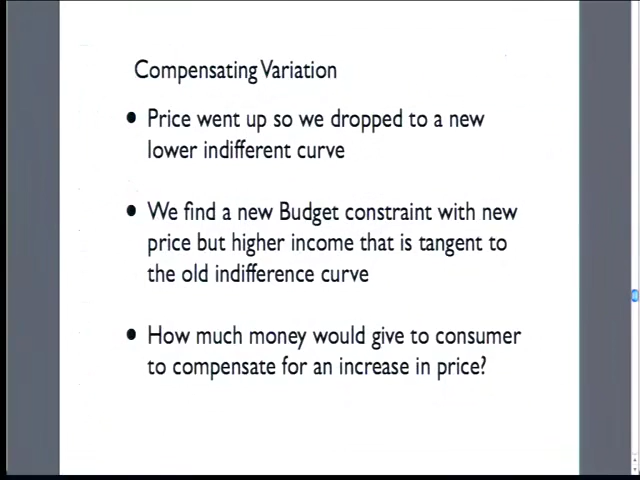 Compensating Variation
• Price went up so we dropped to a new
lower indifferent curve
• We find a new Budget constraint with new
price but higher income that is tangent to
the old indifference curve
• How much money would give to consumer
to compensate for an increase in price?